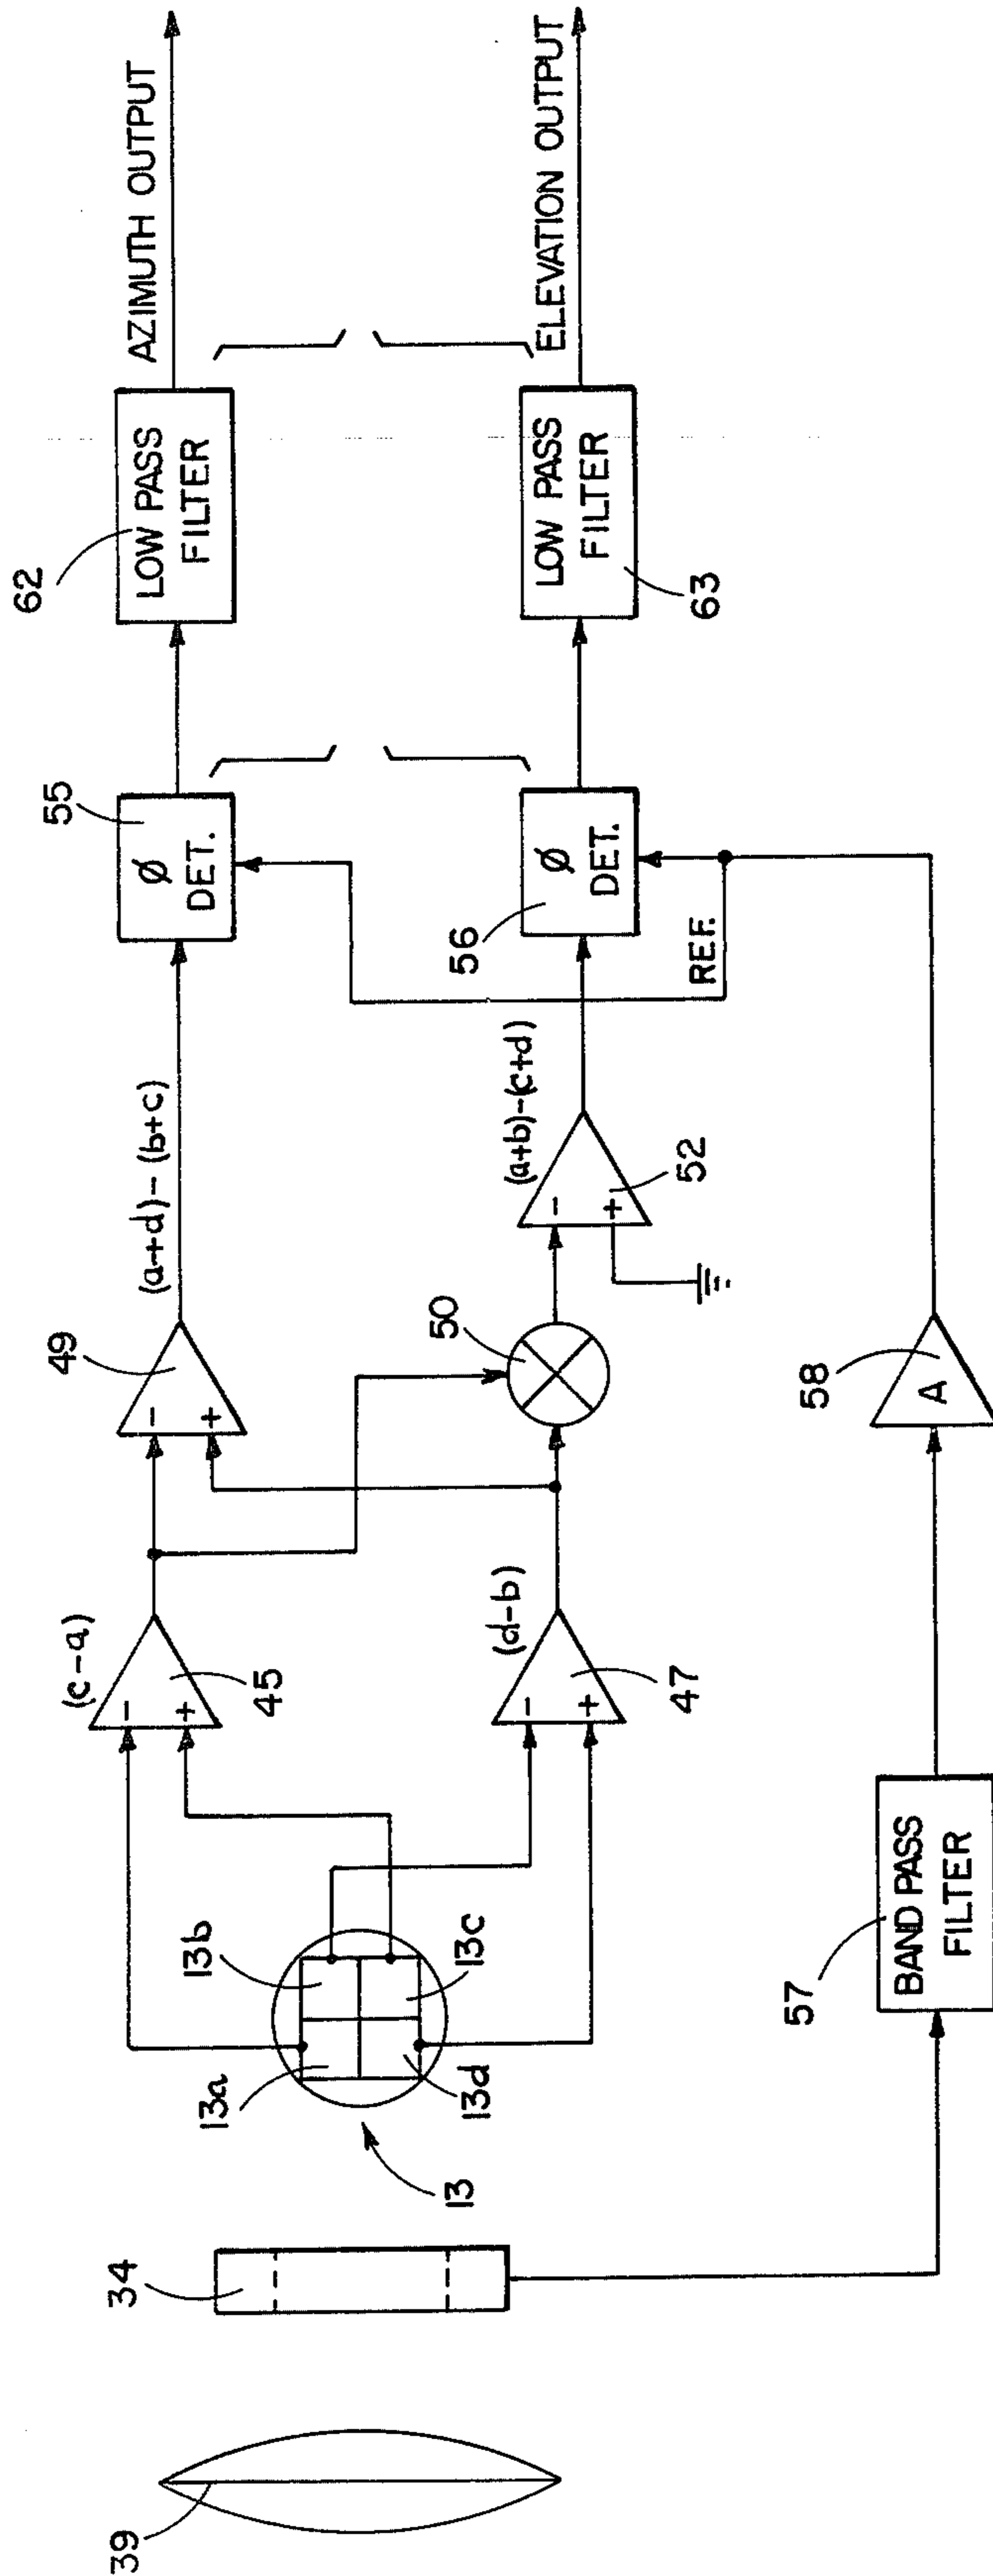 AZIMUTH OUTPUT
ELEVATION OUTPUT
62
LOW PASS
FILTER
LOW PASS
FILTER
63
55
Ø
DET.
56
Ø
DET.
REF.
(a+d)-(b+c)
(a+b)-(c+d)
49
-
+
50
-
+
52
58
A
(c-a)
-
+
45
(d-b)
-
+
47
57
BAND PASS
FILTER
13b
13c
13a
13d
13
34
39